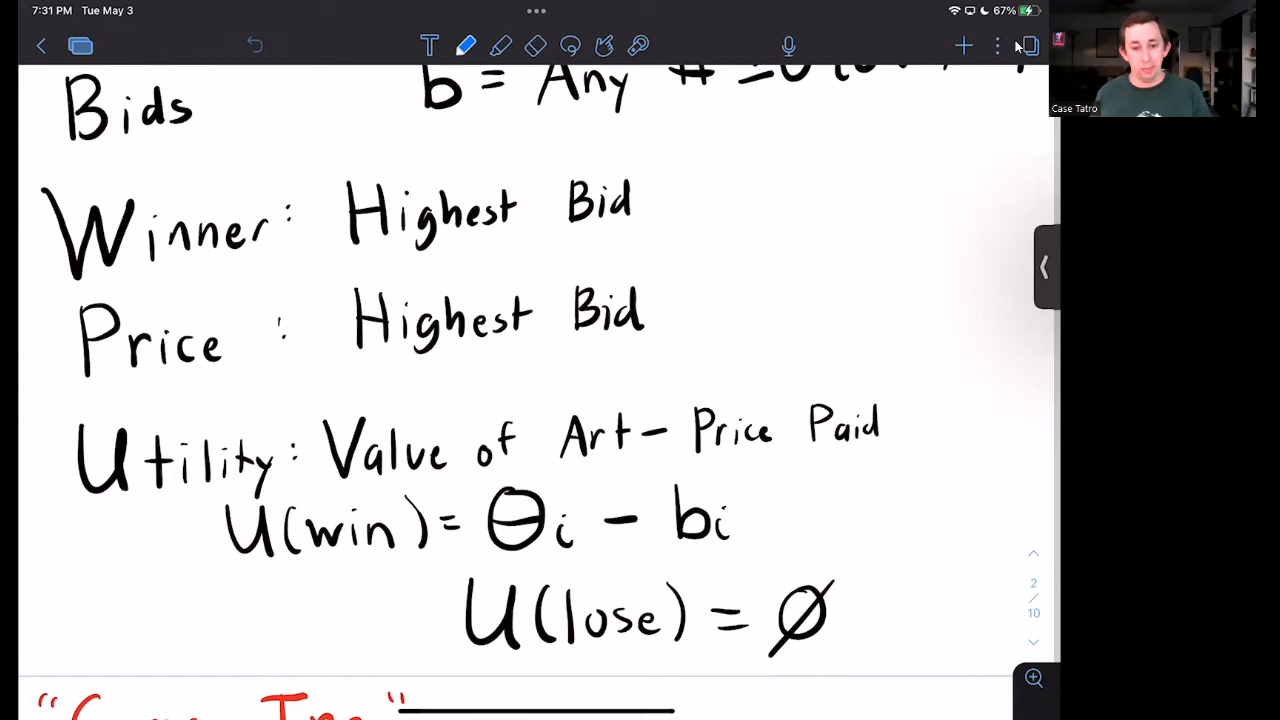 7:31 PM Tue May 3
67%
Case Tatro
Bids b = Any #
Winner: Highest Bid
Price : Highest Bid
Utility: Value of Art - Price Paid
U(win) = θi - bi
U(lose) = ∅
2
/
10